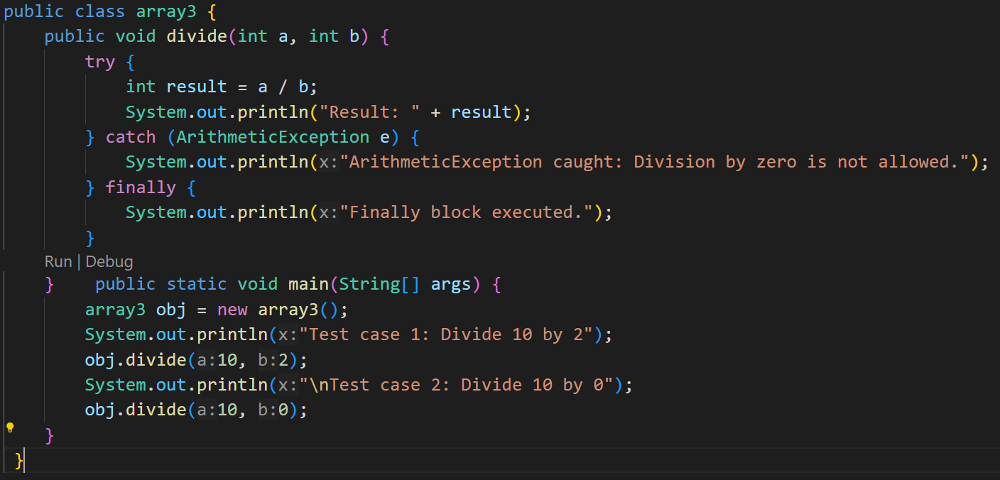 public class array3 {
    public void divide(int a, int b) {
        try {
            int result = a / b;
            System.out.println("Result: " + result);
        } catch (ArithmeticException e) {
            System.out.println(x:"ArithmeticException caught: Division by zero is not allowed.");
        } finally {
            System.out.println(x:"Finally block executed.");
        }
    Run | Debug
    }    public static void main(String[] args) {
        array3 obj = new array3();
        System.out.println(x:"Test case 1: Divide 10 by 2");
        obj.divide(a:10, b:2);
        System.out.println(x:"\nTest case 2: Divide 10 by 0");
        obj.divide(a:10, b:0);
    }
 }